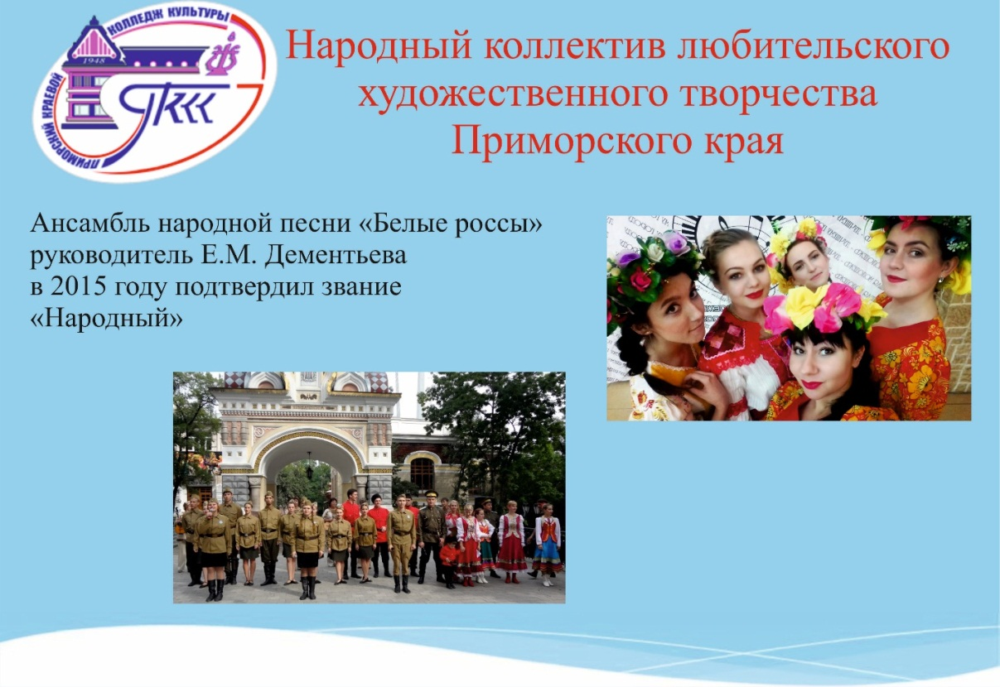 КОЛЛЕДЖ КУЛЬТУРЫ
ПРИМОРСКИЙ КРАЕВОЙ
1948
ПККК
Народный коллектив любительского
художественного творчества
Приморского края
Ансамбль народной песни «Белые россы»
руководитель Е.М. Дементьева
в 2015 году подтвердил звание
«Народный»